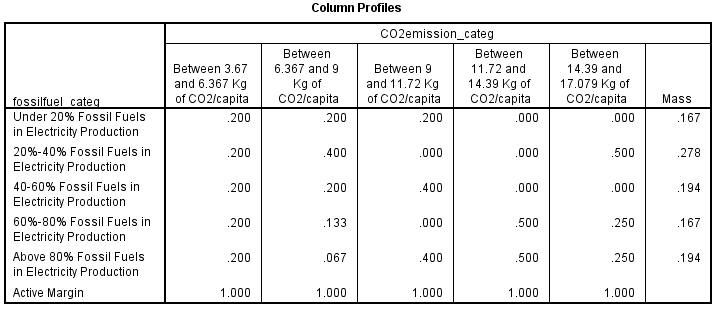 Column Profiles
CO2emission_categ
fossilfuel_categ
Between 3.67 and 6.367 Kg of CO2/capita
Between 6.367 and 9 Kg of CO2/capita
Between 9 and 11.72 Kg of CO2/capita
Between 11.72 and 14.39 Kg of CO2/capita
Between 14.39 and 17.079 Kg of CO2/capita
Mass
Under 20% Fossil Fuels in Electricity Production .200 .200 .200 .000 .000 .167
20%-40% Fossil Fuels in Electricity Production .200 .400 .000 .000 .500 .278
40-60% Fossil Fuels in Electricity Production .200 .200 .400 .000 .000 .194
60%-80% Fossil Fuels in Electricity Production .200 .133 .000 .500 .250 .167
Above 80% Fossil Fuels in Electricity Production .200 .067 .400 .500 .250 .194
Active Margin 1.000 1.000 1.000 1.000 1.000